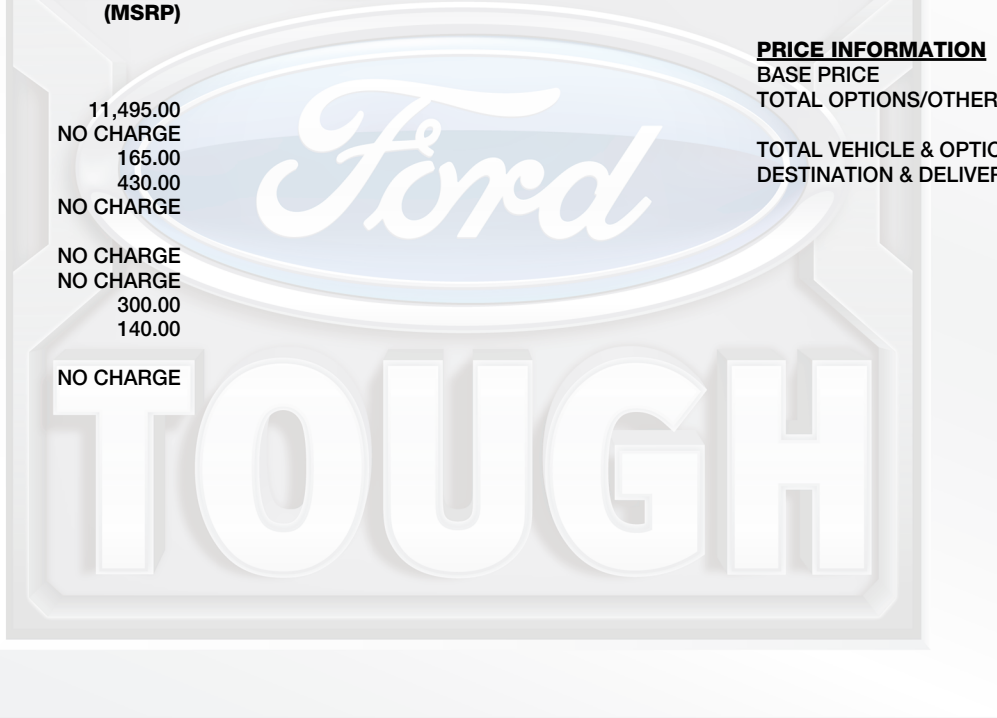 (MSRP)
11,495.00
NO CHARGE
165.00
430.00
NO CHARGE
NO CHARGE
NO CHARGE
300.00
140.00
NO CHARGE
PRICE INFORMATION
BASE PRICE
TOTAL OPTIONS/OTHER
TOTAL VEHICLE & OPTIO
DESTINATION & DELIVER
Ford
TOUGH